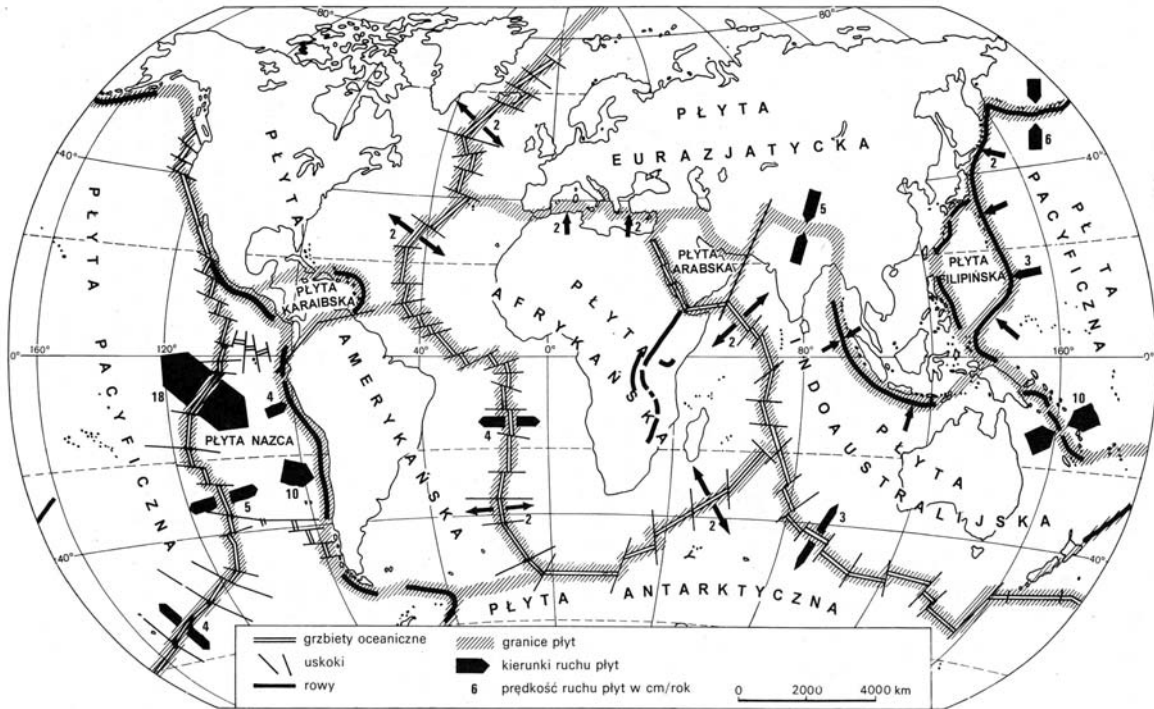 80°
80°
40°
40°
0°
160°
120°
40°
0°
80°
160°
0°
40°
40°
PŁYTA
PACYFICZNA
PŁYTA
AMERYKAŃSKA
PŁYTA
KARAIBSKA
PŁYTA NAZCA
PŁYTA
EURAZJATYCKA
PŁYTA
ARABSKA
PŁYTA
AFRYKAŃSKA
PŁYTA
INDOAUSTRALIJSKA
PŁYTA
FILIPIŃSKA
PŁYTA
PACYFICZNA
PŁYTA ANTARKTYCZNA
2
2
2
2
5
2
6
3
2
18
4
10
5
4
4
2
2
3
10
grzbiety oceaniczne
uskoki
rowy
granice płyt
kierunki ruchu płyt
6 prędkość ruchu płyt w cm/rok
0 2000 4000 km